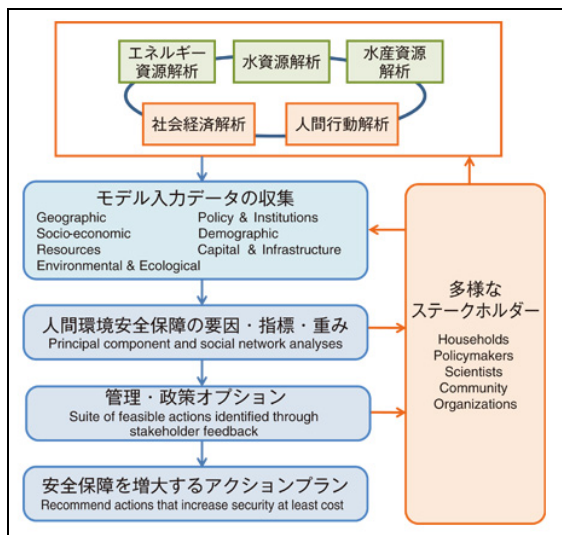 エネルギー
資源解析
水資源解析
水産資源
解析
社会経済解析
人間行動解析
モデル入力データの収集
Geographic
Policy & Institutions
Socio-economic
Demographic
Resources
Capital & Infrastructure
Environmental & Ecological
人間環境安全保障の要因・指標・重み
Principal component and social network analyses
管理・政策オプション
Suite of feasible actions identified through
stakeholder feedback
安全保障を増大するアクションプラン
Recommend actions that increase security at least cost
多様な
ステークホルダー
Households
Policymakers
Scientists
Community
Organizations